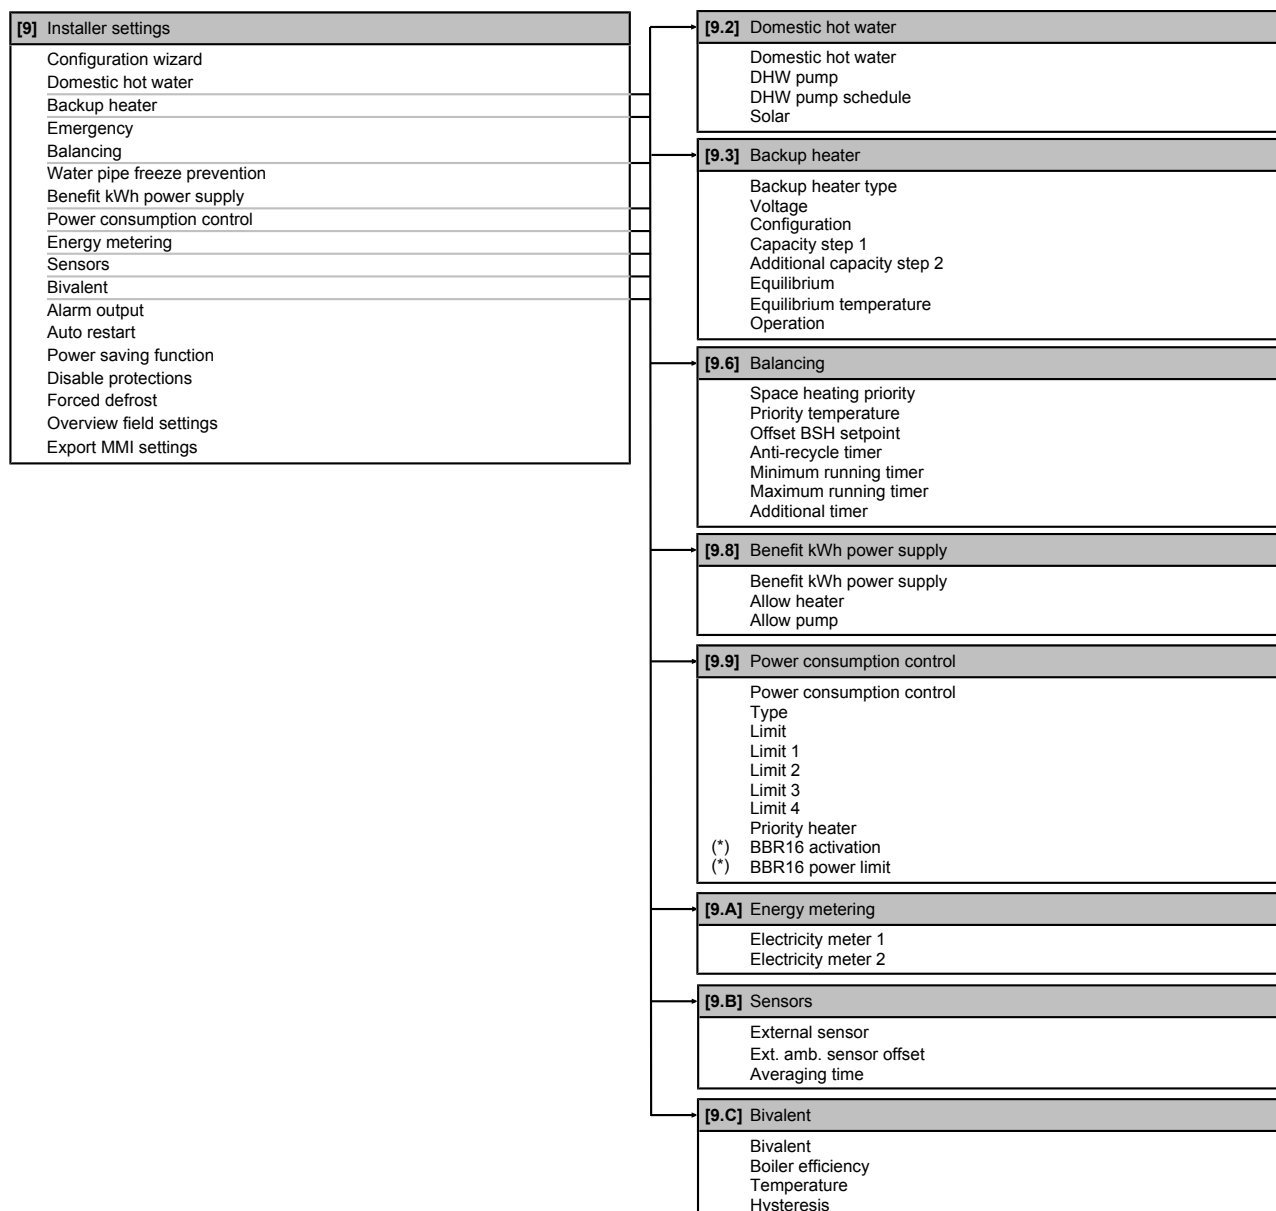 [9] Installer settings
Configuration wizard
Domestic hot water
Backup heater
Emergency
Balancing
Water pipe freeze prevention
Benefit kWh power supply
Power consumption control
Energy metering
Sensors
Bivalent
Alarm output
Auto restart
Power saving function
Disable protections
Forced defrost
Overview field settings
Export MMI settings
[9.2] Domestic hot water
Domestic hot water
DHW pump
DHW pump schedule
Solar
[9.3] Backup heater
Backup heater type
Voltage
Configuration
Capacity step 1
Additional capacity step 2
Equilibrium
Equilibrium temperature
Operation
[9.6] Balancing
Space heating priority
Priority temperature
Offset BSH setpoint
Anti-recycle timer
Minimum running timer
Maximum running timer
Additional timer
[9.8] Benefit kWh power supply
Benefit kWh power supply
Allow heater
Allow pump
[9.9] Power consumption control
Power consumption control
Type
Limit
Limit 1
Limit 2
Limit 3
Limit 4
Priority heater
(*) BBR16 activation
(*) BBR16 power limit
[9.A] Energy metering
Electricity meter 1
Electricity meter 2
[9.B] Sensors
External sensor
Ext. amb. sensor offset
Averaging time
[9.C] Bivalent
Bivalent
Boiler efficiency
Temperature
Hysteresis